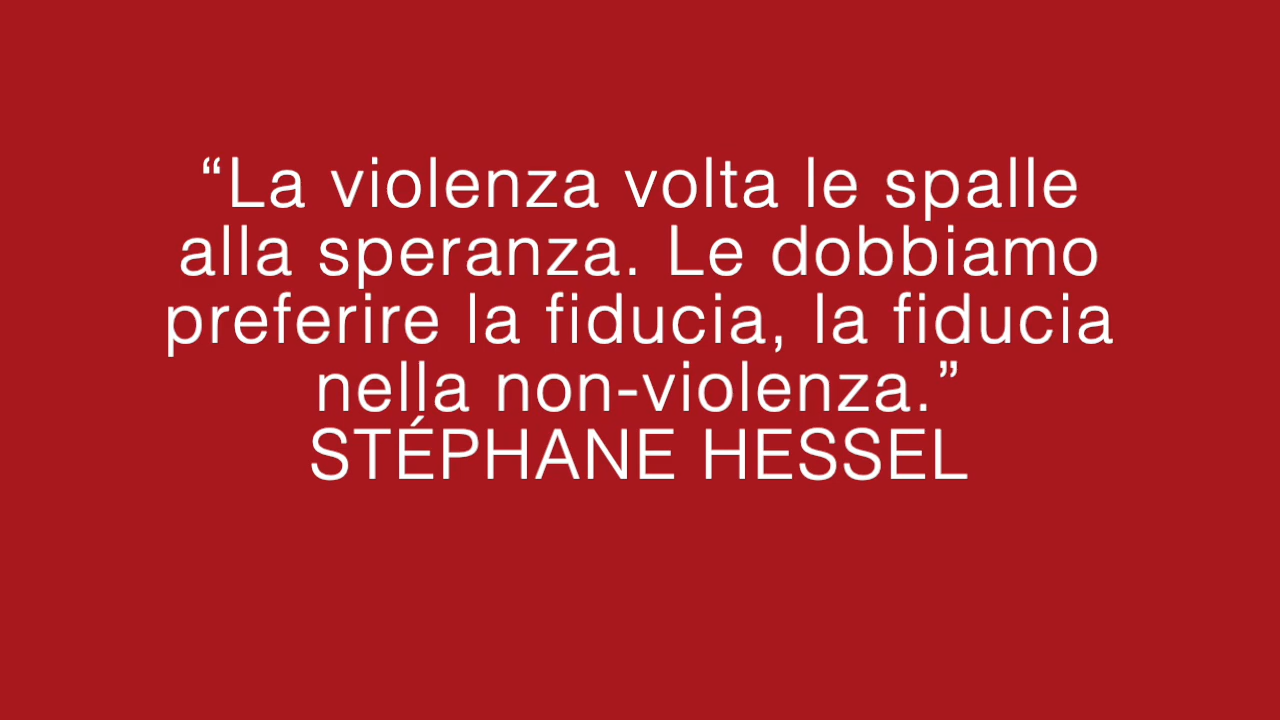 “La violenza volta le spalle
alla speranza. Le dobbiamo
preferire la fiducia, la fiducia
nella non-violenza.”
STÉPHANE HESSEL